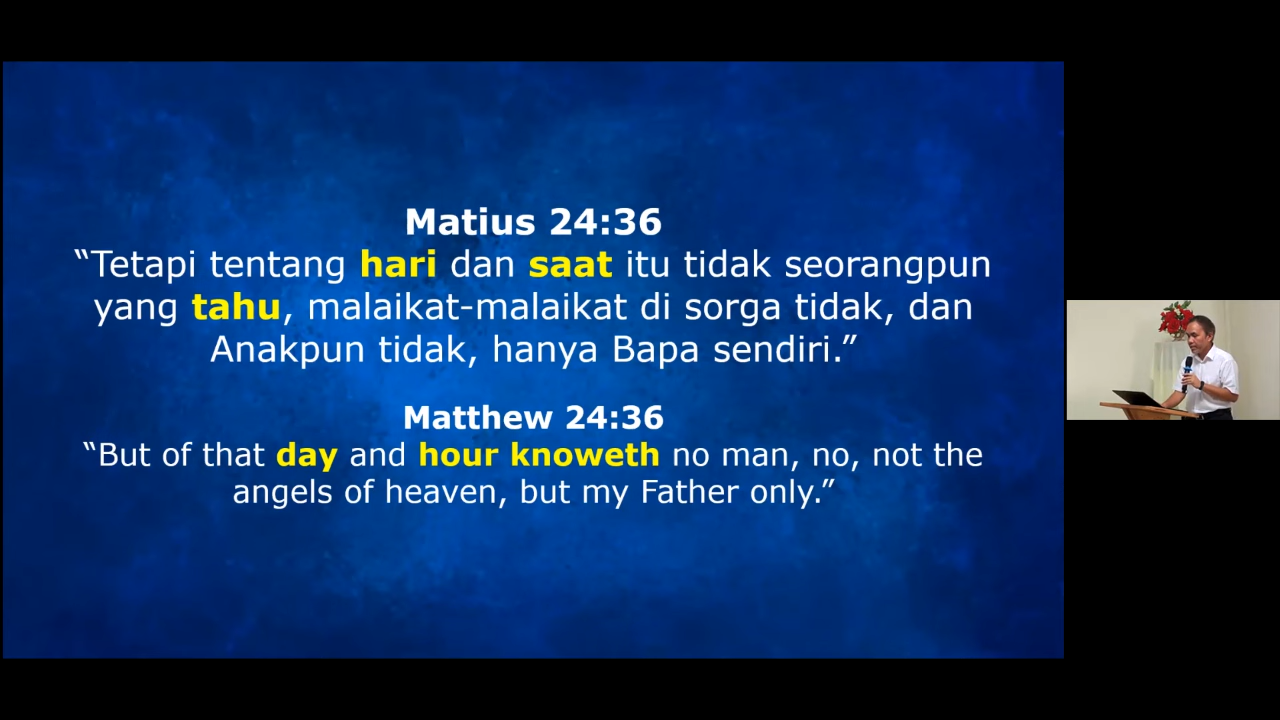 Matius 24:36
“Tetapi tentang hari dan saat itu tidak seorangpun
yang tahu, malaikat-malaikat di sorga tidak, dan
Anakpun tidak, hanya Bapa sendiri.”
Matthew 24:36
“But of that day and hour knoweth no man, no, not the
angels of heaven, but my Father only.”